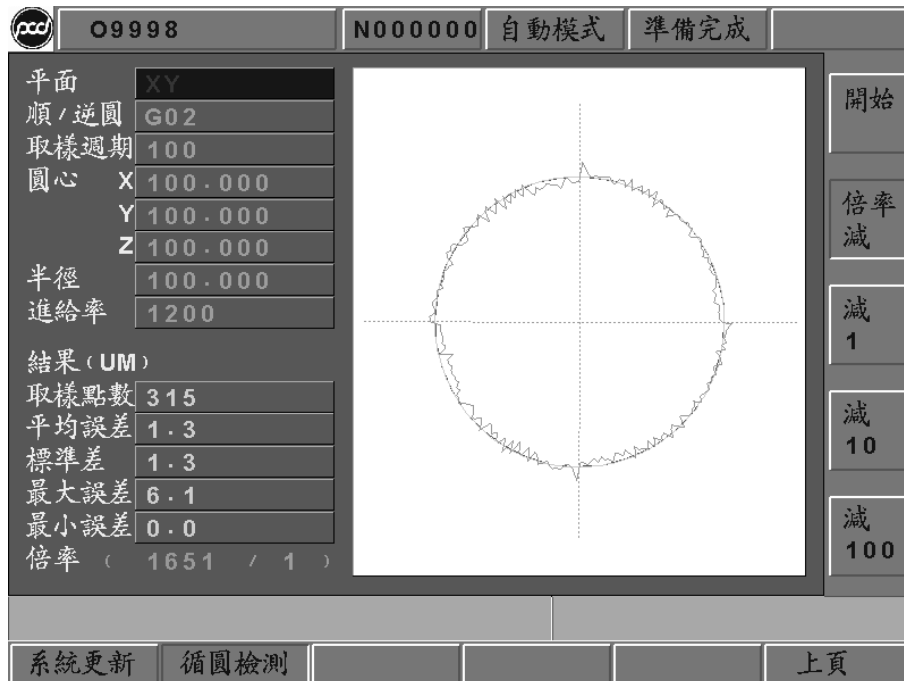 pcd O9998 N000000 自動模式 準備完成
平面 XY
順/逆圓 G02
取樣週期 100
圓心 X 100.000
Y 100.000
Z 100.000
半徑 100.000
進給率 1200
結果(UM)
取樣點數 315
平均誤差 1.3
標準差 1.3
最大誤差 6.1
最小誤差 0.0
倍率 ( 1651 / 1 )
開始
倍率
減
減
1
減
10
減
100
系統更新 循圓檢測 上頁